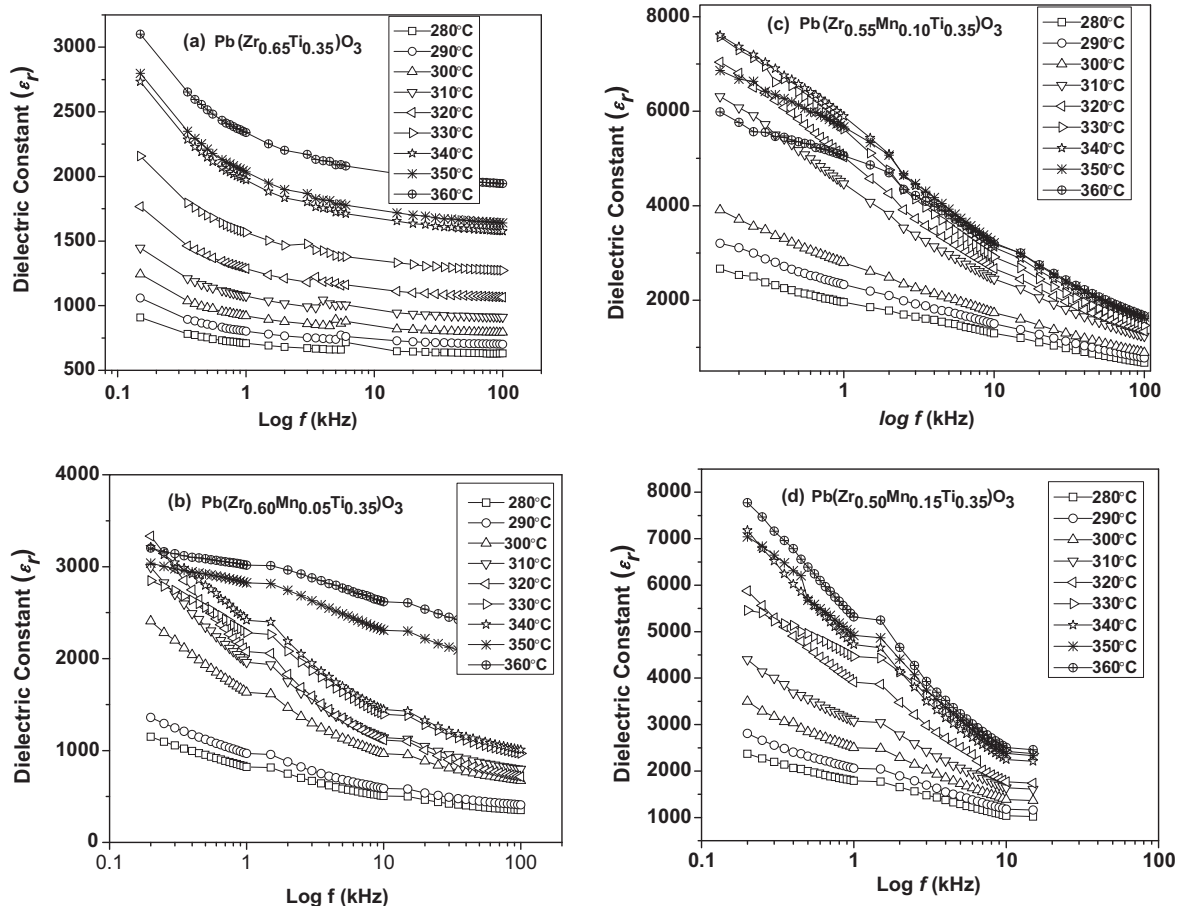 (a) Pb(Zr0.65Ti0.35)O3
Dielectric Constant (εr)
3000
2500
2000
1500
1000
500
0.1
1
10
100
Log f (kHz)
280°C
290°C
300°C
310°C
320°C
330°C
340°C
350°C
360°C
(c) Pb(Zr0.55Mn0.10Ti0.35)O3
Dielectric Constant (εr)
8000
6000
4000
2000
1
10
100
log f (kHz)
280°C
290°C
300°C
310°C
320°C
330°C
340°C
350°C
360°C
(b) Pb(Zr0.60Mn0.05Ti0.35)O3
Dielectric Constant (εr)
4000
3000
2000
1000
0
0.1
1
10
100
Log f (kHz)
280°C
290°C
300°C
310°C
320°C
330°C
340°C
350°C
360°C
(d) Pb(Zr0.50Mn0.15Ti0.35)O3
Dielectric Constant (εr)
8000
7000
6000
5000
4000
3000
2000
1000
0.1
1
10
100
Log f (kHz)
280°C
290°C
300°C
310°C
320°C
330°C
340°C
350°C
360°C